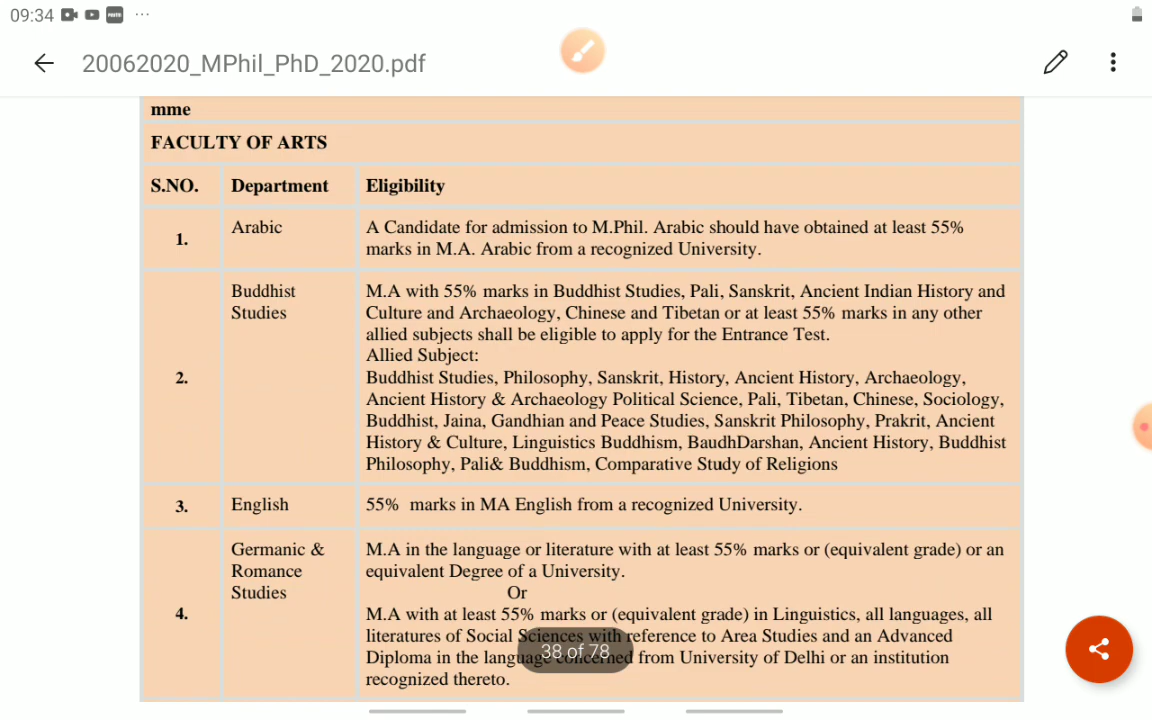 09:34
20062020_MPhil_PhD_2020.pdf
mme
FACULTY OF ARTS
S.NO. Department Eligibility
1. Arabic A Candidate for admission to M.Phil. Arabic should have obtained at least 55%
marks in M.A. Arabic from a recognized University.
2. Buddhist Studies M.A with 55% marks in Buddhist Studies, Pali, Sanskrit, Ancient Indian History and
Culture and Archaeology, Chinese and Tibetan or at least 55% marks in any other
allied subjects shall be eligible to apply for the Entrance Test.
Allied Subject:
Buddhist Studies, Philosophy, Sanskrit, History, Ancient History, Archaeology,
Ancient History & Archaeology Political Science, Pali, Tibetan, Chinese, Sociology,
Buddhist, Jaina, Gandhian and Peace Studies, Sanskrit Philosophy, Prakrit, Ancient
History & Culture, Linguistics Buddhism, BaudhDarshan, Ancient History, Buddhist
Philosophy, Pali& Buddhism, Comparative Study of Religions
3. English 55% marks in MA English from a recognized University.
4. Germanic & Romance Studies M.A in the language or literature with at least 55% marks or (equivalent grade) or an
equivalent Degree of a University.
Or
M.A with at least 55% marks or (equivalent grade) in Linguistics, all languages, all
literatures of Social Sciences with reference to Area Studies and an Advanced
Diploma in the language concerned from University of Delhi or an institution
recognized thereto.
38 of 78